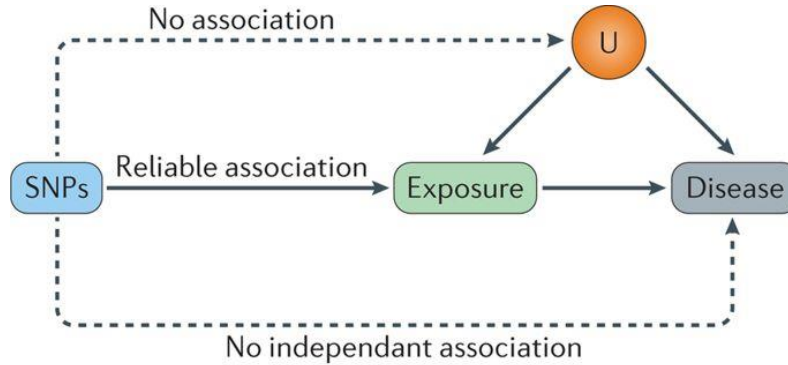 No association
U
Reliable association
SNPs
Exposure
Disease
No independant association